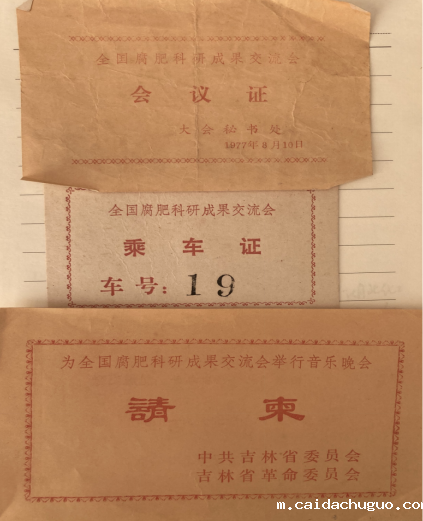 全国腐肥科研成果交流会
会议证
大会秘书处
1977年8月10日
全国腐肥科研成果交流会
乘车证
车号：19
为全国腐肥科研成果交流会举行音乐晚会
請柬
中共吉林省委员会
吉林省革命委员会
m.caidachuguo.com